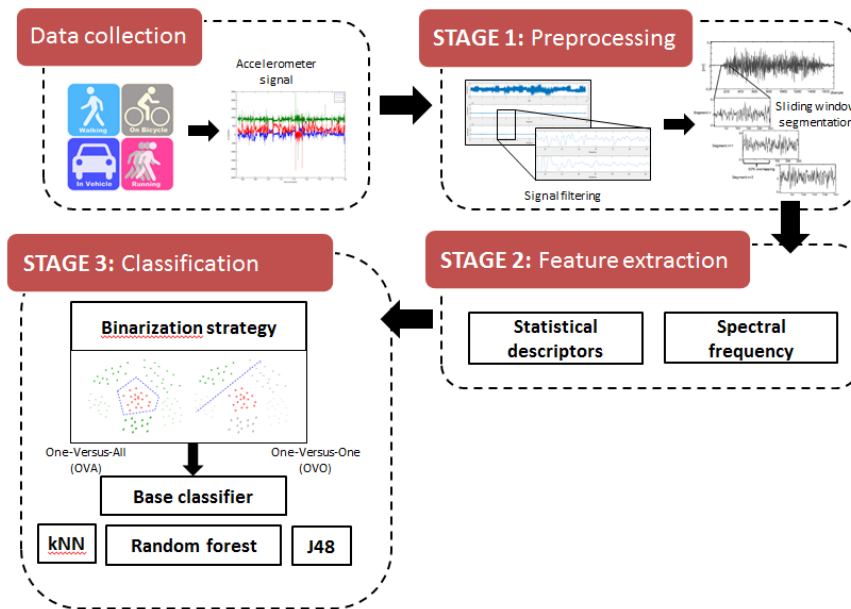 Data collection
Accelerometer
signal
Walking
On Bicycle
In Vehicle
Running
STAGE 1: Preprocessing
Signal filtering
Sliding window
segmentation
50% overlapping
STAGE 2: Feature extraction
Statistical
descriptors
Spectral
frequency
STAGE 3: Classification
Binarization strategy
One-Versus-All
(OVA)
One-Versus-One
(OVO)
Base classifier
kNN
Random forest
J48